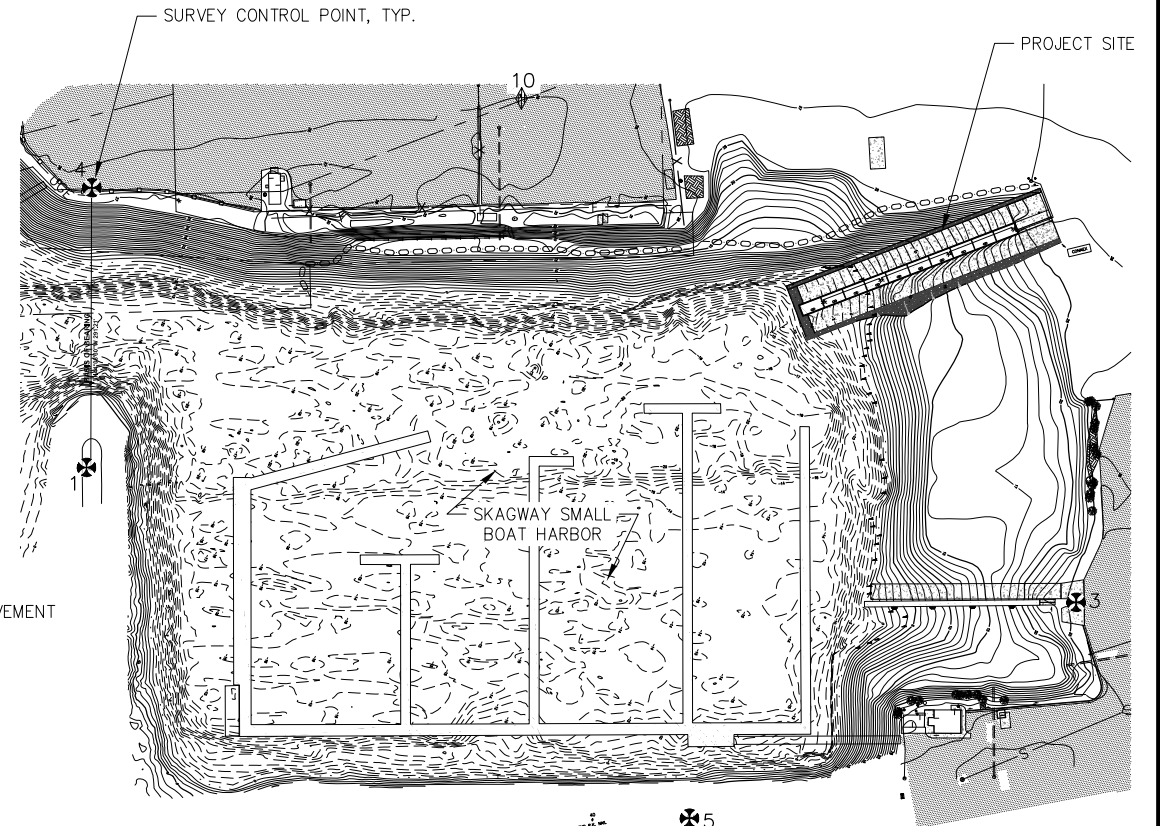 SURVEY CONTROL POINT, TYP.
PROJECT SITE
10
4
1
SKAGWAY SMALL
BOAT HARBOR
3
VEMENT
5